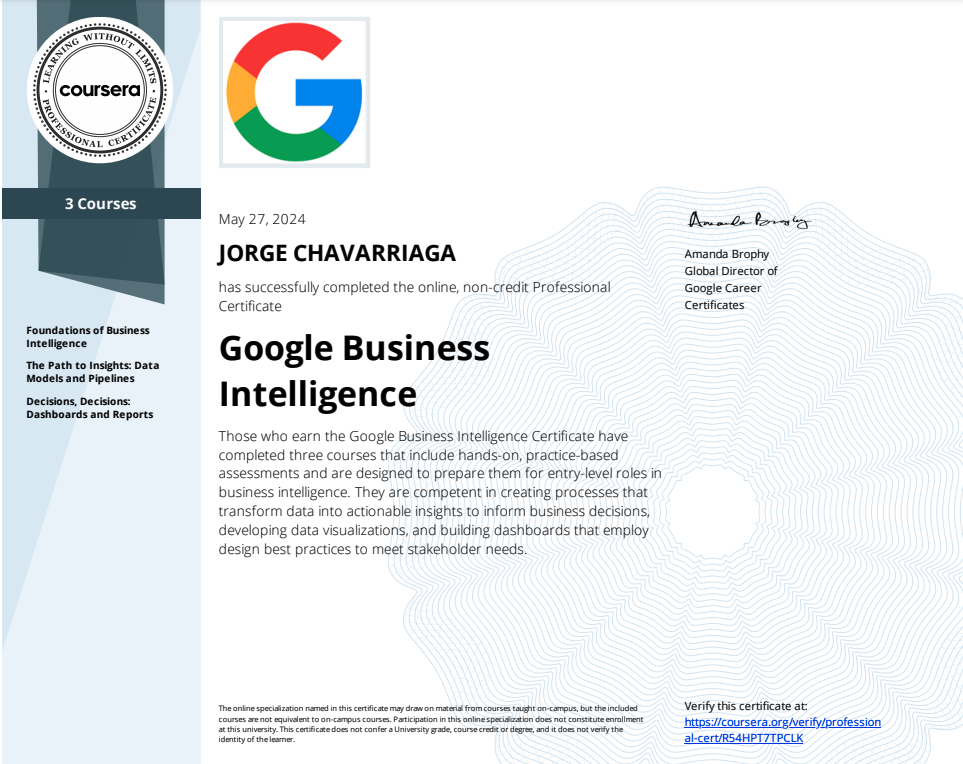 LEARNING WITHOUT LIMITS
coursera
PROFESSIONAL CERTIFICATE
3 Courses
Foundations of Business
Intelligence
The Path to Insights: Data
Models and Pipelines
Decisions, Decisions:
Dashboards and Reports
May 27, 2024
JORGE CHAVARRIAGA
has successfully completed the online, non-credit Professional
Certificate
Google Business
Intelligence
Those who earn the Google Business Intelligence Certificate have
completed three courses that include hands-on, practice-based
assessments and are designed to prepare them for entry-level roles in
business intelligence. They are competent in creating processes that
transform data into actionable insights to inform business decisions,
developing data visualizations, and building dashboards that employ
design best practices to meet stakeholder needs.
Amanda Brophy
Amanda Brophy
Global Director of
Google Career
Certificates
The online specialization named in this certificate may draw on material from courses taught on-campus, but the included
courses are not equivalent to on-campus courses. Participation in this online specialization does not constitute enrollment
at this university. This certificate does not confer a University grade, course credit or degree, and it does not verify the
identity of the learner.
Verify this certificate at:
https://coursera.org/verify/profession
al-cert/R54HPT7TPCLK